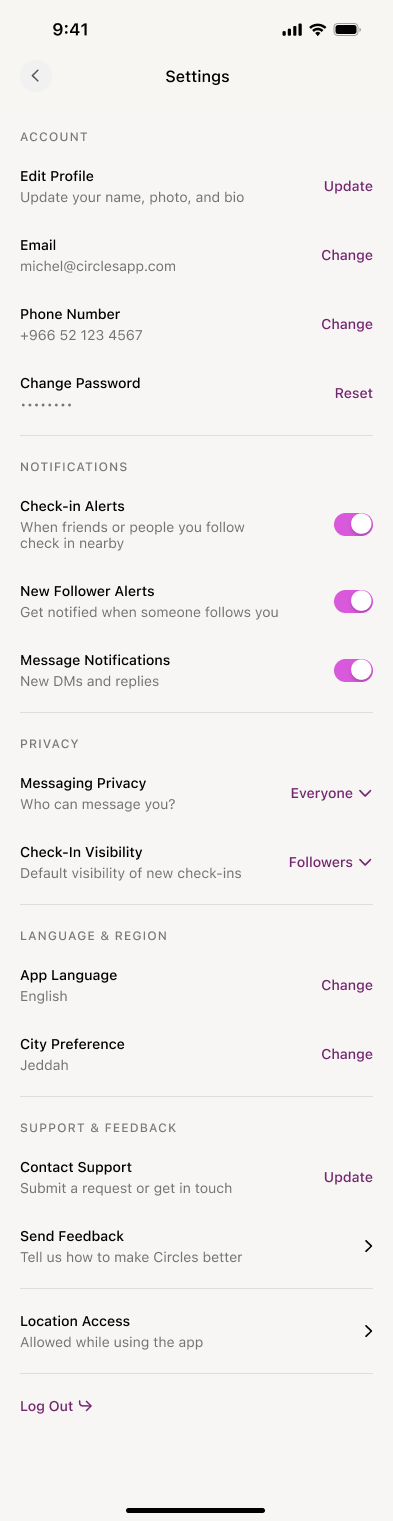 9:41
Settings
ACCOUNT
Edit Profile
Update your name, photo, and bio
Update
Email
michel@circlesapp.com
Change
Phone Number
+966 52 123 4567
Change
Change Password
••••••••
Reset
NOTIFICATIONS
Check-in Alerts
When friends or people you follow
check in nearby
New Follower Alerts
Get notified when someone follows you
Message Notifications
New DMs and replies
PRIVACY
Messaging Privacy
Who can message you?
Everyone
Check-In Visibility
Default visibility of new check-ins
Followers
LANGUAGE & REGION
App Language
English
Change
City Preference
Jeddah
Change
SUPPORT & FEEDBACK
Contact Support
Submit a request or get in touch
Update
Send Feedback
Tell us how to make Circles better
Location Access
Allowed while using the app
Log Out